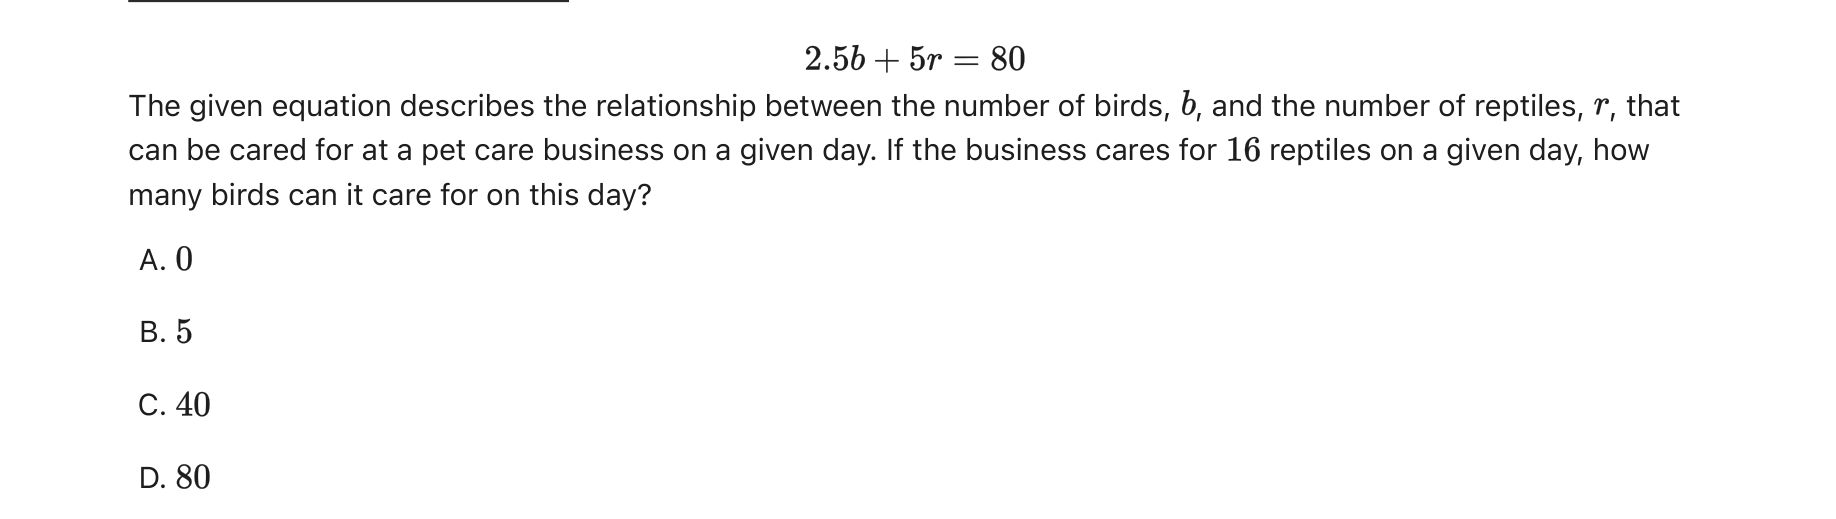 2.5b + 5r = 80
The given equation describes the relationship between the number of birds, b, and the number of reptiles, r, that
can be cared for at a pet care business on a given day. If the business cares for 16 reptiles on a given day, how
many birds can it care for on this day?
A. 0
B. 5
C. 40
D. 80